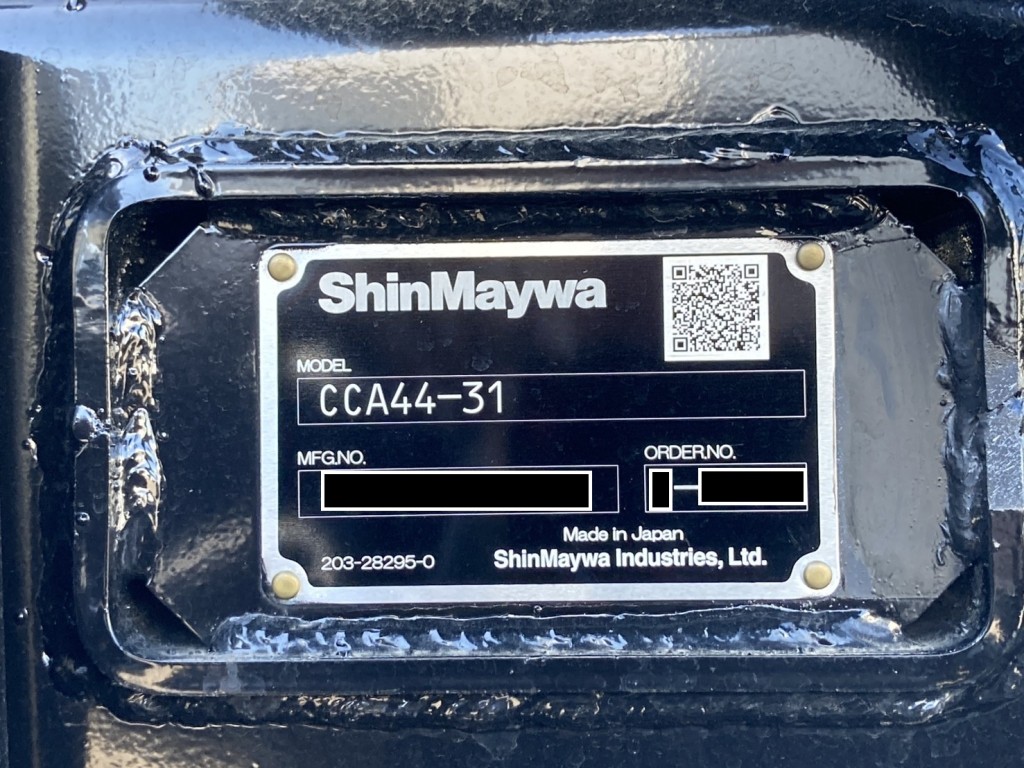 ShinMaywa
MODEL
CCA44-31
MFG.NO.
ORDER.NO.
-
Made in Japan
203-28295-0
ShinMaywa Industries, Ltd.